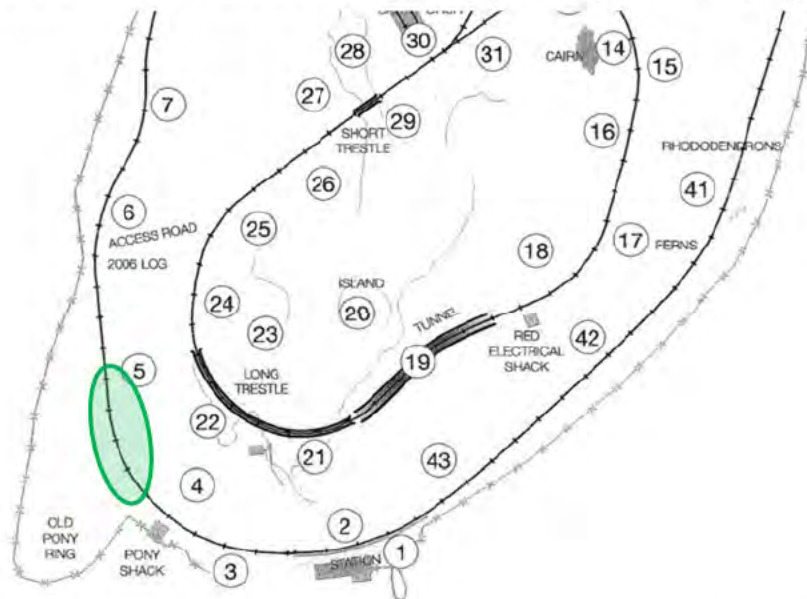 28
30
31
CAIRN
14
15
7
27
29
SHORT
TRESTLE
16
RHODODENDRONS
26
41
6
ACCESS ROAD
25
17
FERNS
2006 LOG
18
ISLAND
24
20
TUNNEL
23
RED
ELECTRICAL
SHACK
42
5
LONG
TRESTLE
19
22
21
43
4
OLD
PONY
RING
PONY
SHACK
3
2
1
STATION